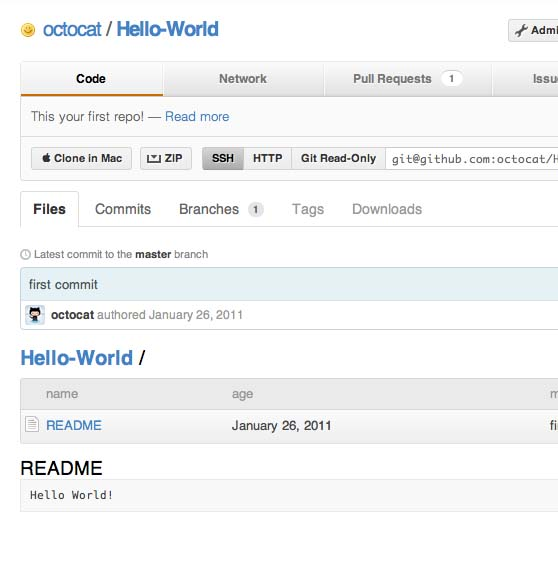 octocat / Hello-World
Code Network Pull Requests 1
This your first repo! — Read more
Clone in Mac ZIP SSH HTTP Git Read-Only git@github.com:octocat/H
Files Commits Branches 1 Tags Downloads
Latest commit to the master branch
first commit
octocat authored January 26, 2011
Hello-World /
name age
README January 26, 2011
README
Hello World!